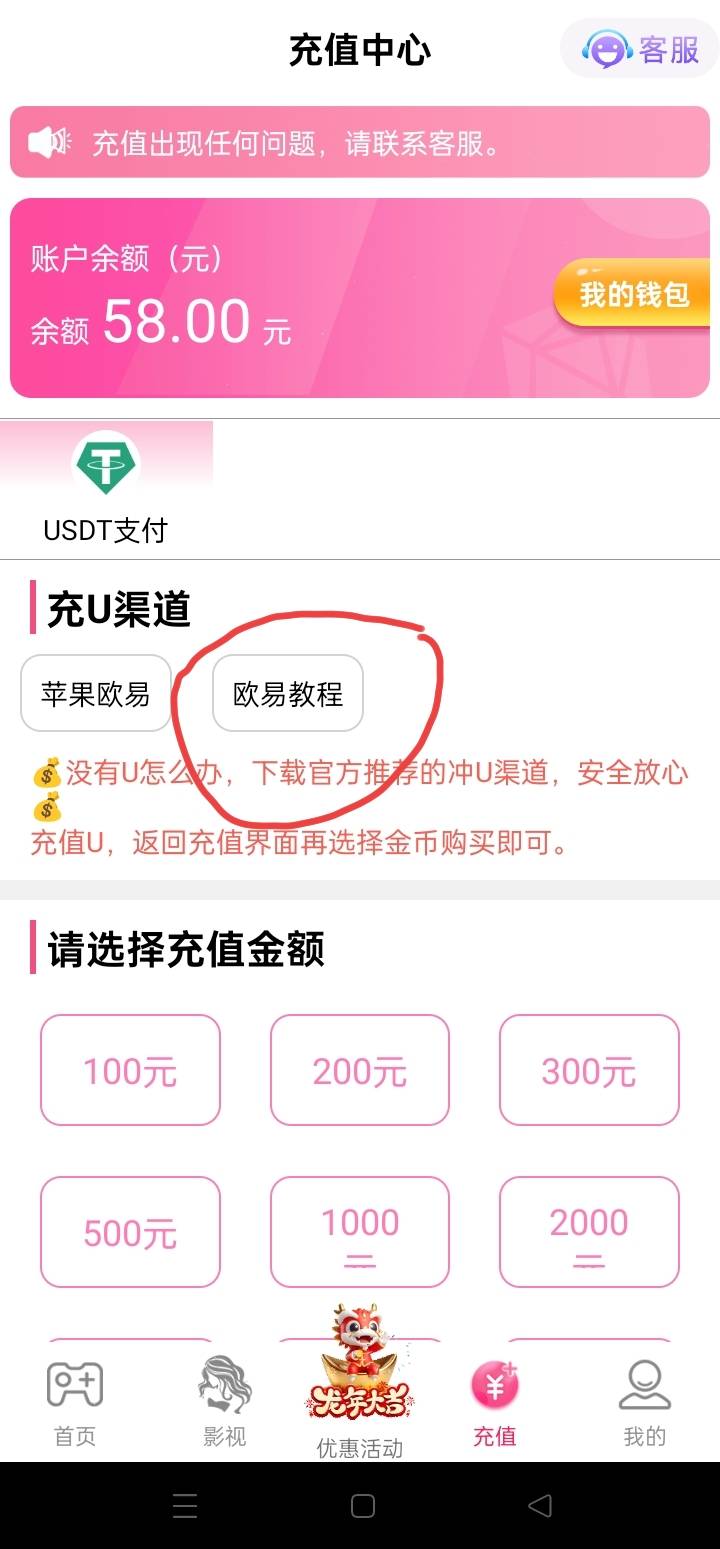 充值中心
客服
充值出现任何问题，请联系客服。
账户余额（元）
余额 58.00 元
我的钱包
USDT支付
充U渠道
苹果欧易
欧易教程
💰没有U怎么办，下载官方推荐的冲U渠道，安全放心
💰
充值U，返回充值界面再选择金币购买即可。
请选择充值金额
100元
200元
300元
500元
1000
元
2000
元
龙年大吉
首页
影视
优惠活动
充值
我的